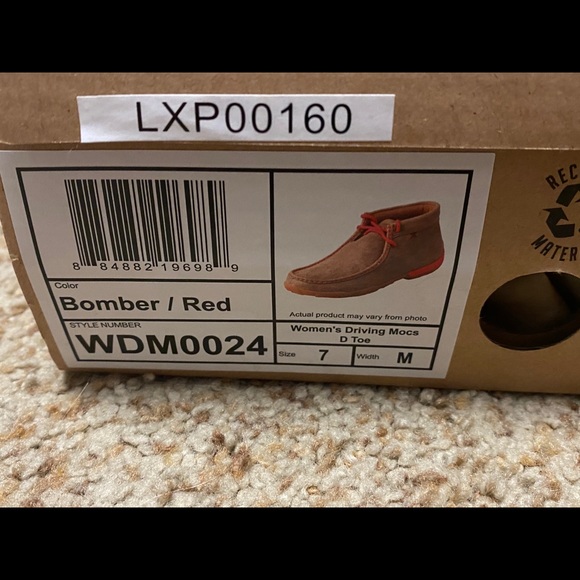 LXP00160
8 84882 19698 9
Color
Bomber / Red
STYLE NUMBER
WDM0024
Actual product may vary from photo
Women's Driving Mocs
D Toe
Size 7 Width M